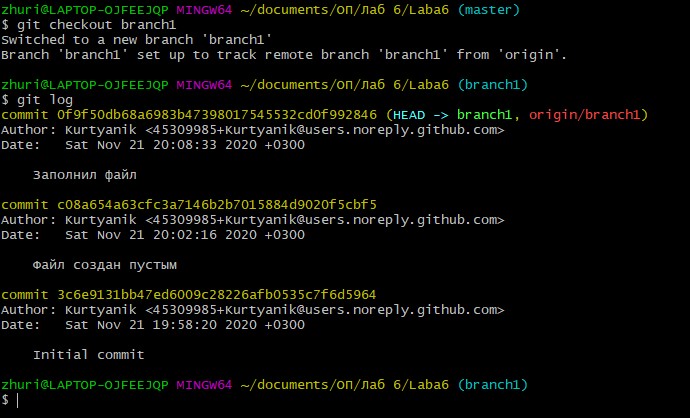 zhuri@LAPTOP-OJFEEJQP MINGW64 ~/documents/ОП/Лаб 6/Laba6 (master)
$ git checkout branch1
Switched to a new branch 'branch1'
Branch 'branch1' set up to track remote branch 'branch1' from 'origin'.
zhuri@LAPTOP-OJFEEJQP MINGW64 ~/documents/ОП/Лаб 6/Laba6 (branch1)
$ git log
commit 0f9f50db68a6983b47398017545532cd0f992846 (HEAD -> branch1, origin/branch1)
Author: Kurtyanik <45309985+Kurtyanik@users.noreply.github.com>
Date:   Sat Nov 21 20:08:33 2020 +0300
Заполнил файл
commit c08a654a63cfc3a7146b2b7015884d9020f5cbf5
Author: Kurtyanik <45309985+Kurtyanik@users.noreply.github.com>
Date:   Sat Nov 21 20:02:16 2020 +0300
Файл создан пустым
commit 3c6e9131bb47ed6009c28226afb0535c7f6d5964
Author: Kurtyanik <45309985+Kurtyanik@users.noreply.github.com>
Date:   Sat Nov 21 19:58:20 2020 +0300
Initial commit
zhuri@LAPTOP-OJFEEJQP MINGW64 ~/documents/ОП/Лаб 6/Laba6 (branch1)
$